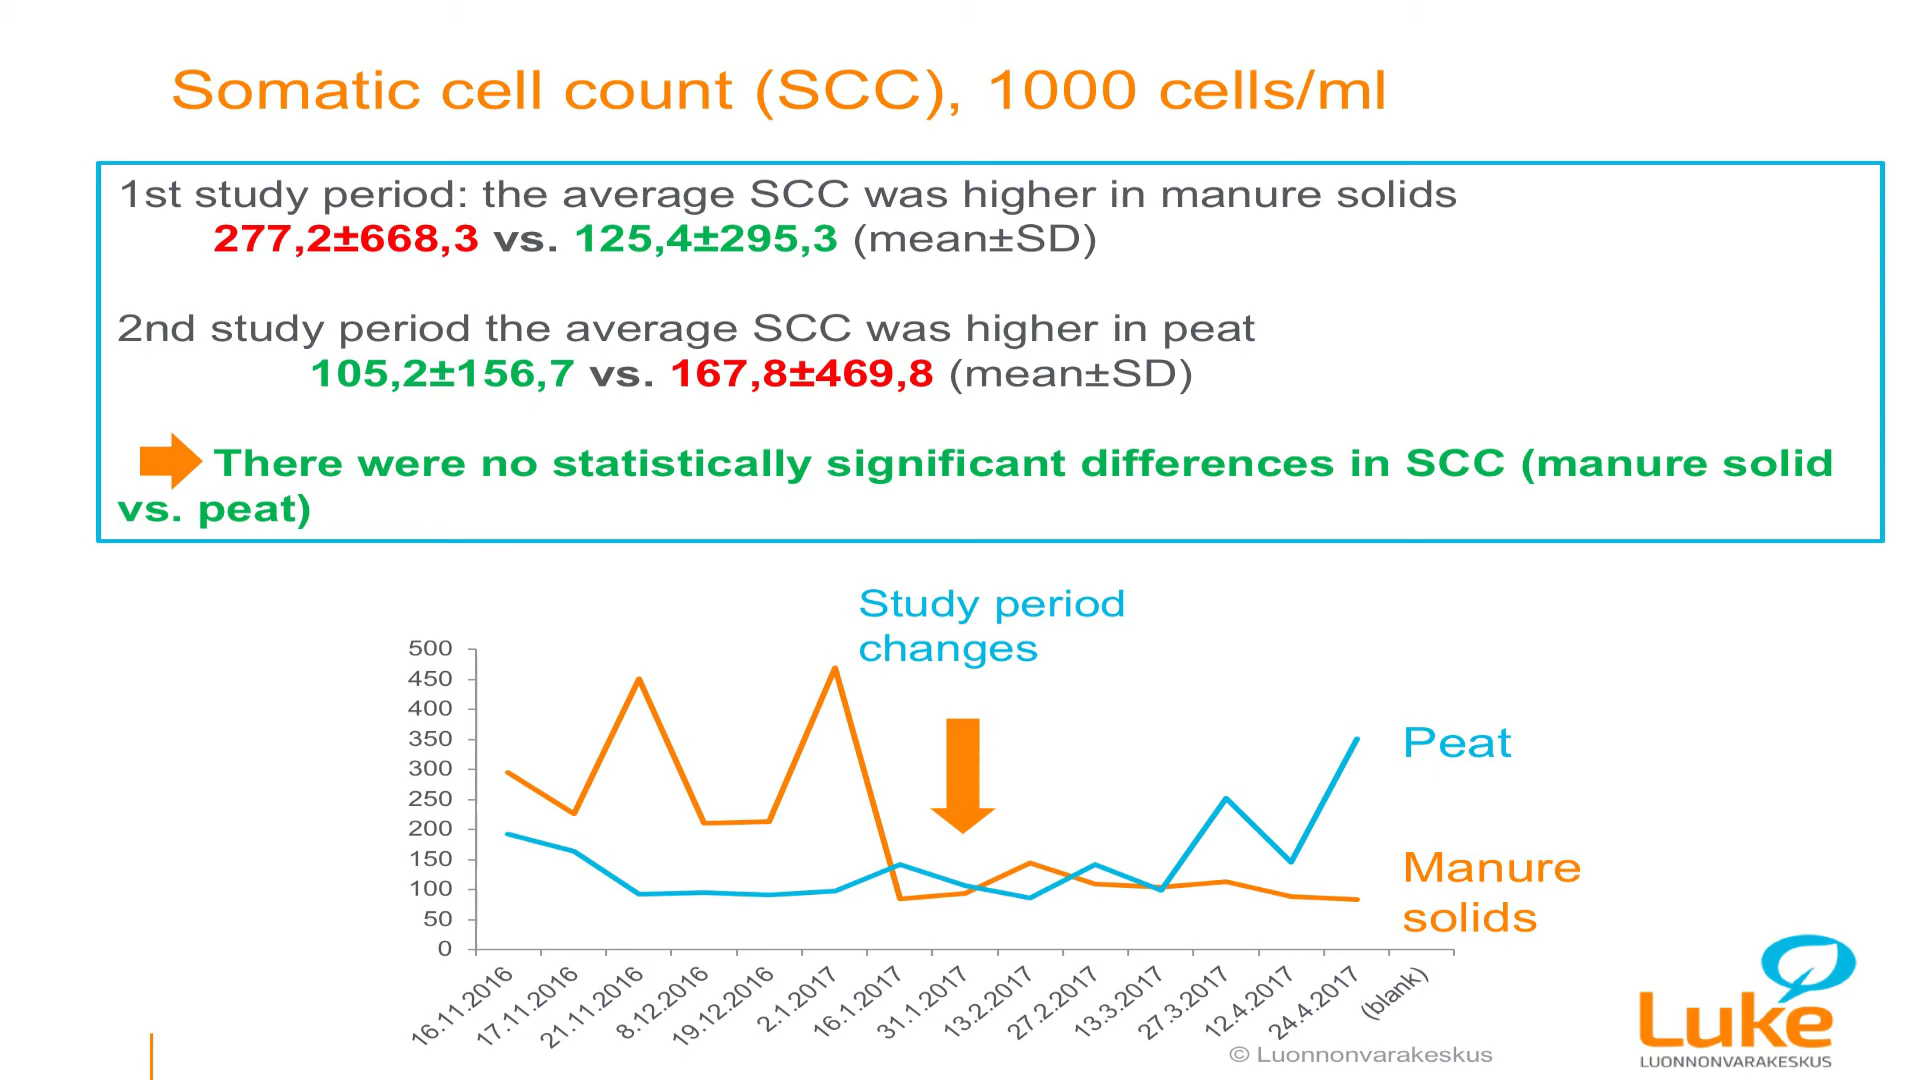 Somatic cell count (SCC), 1000 cells/ml
1st study period: the average SCC was higher in manure solids
277,2±668,3 vs. 125,4±295,3 (mean±SD)
2nd study period the average SCC was higher in peat
105,2±156,7 vs. 167,8±469,8 (mean±SD)
There were no statistically significant differences in SCC (manure solid
vs. peat)
Study period
changes
500
450
400
350
300
250
200
150
100
50
0
Peat
Manure
solids
16.11.2016
17.11.2016
21.11.2016
8.12.2016
19.12.2016
2.1.2017
16.1.2017
31.1.2017
13.2.2017
27.2.2017
13.3.2017
27.3.2017
12.4.2017
24.4.2017
(blank)
© Luonnonvarakeskus
Luke
LUONNONVARAKESKUS